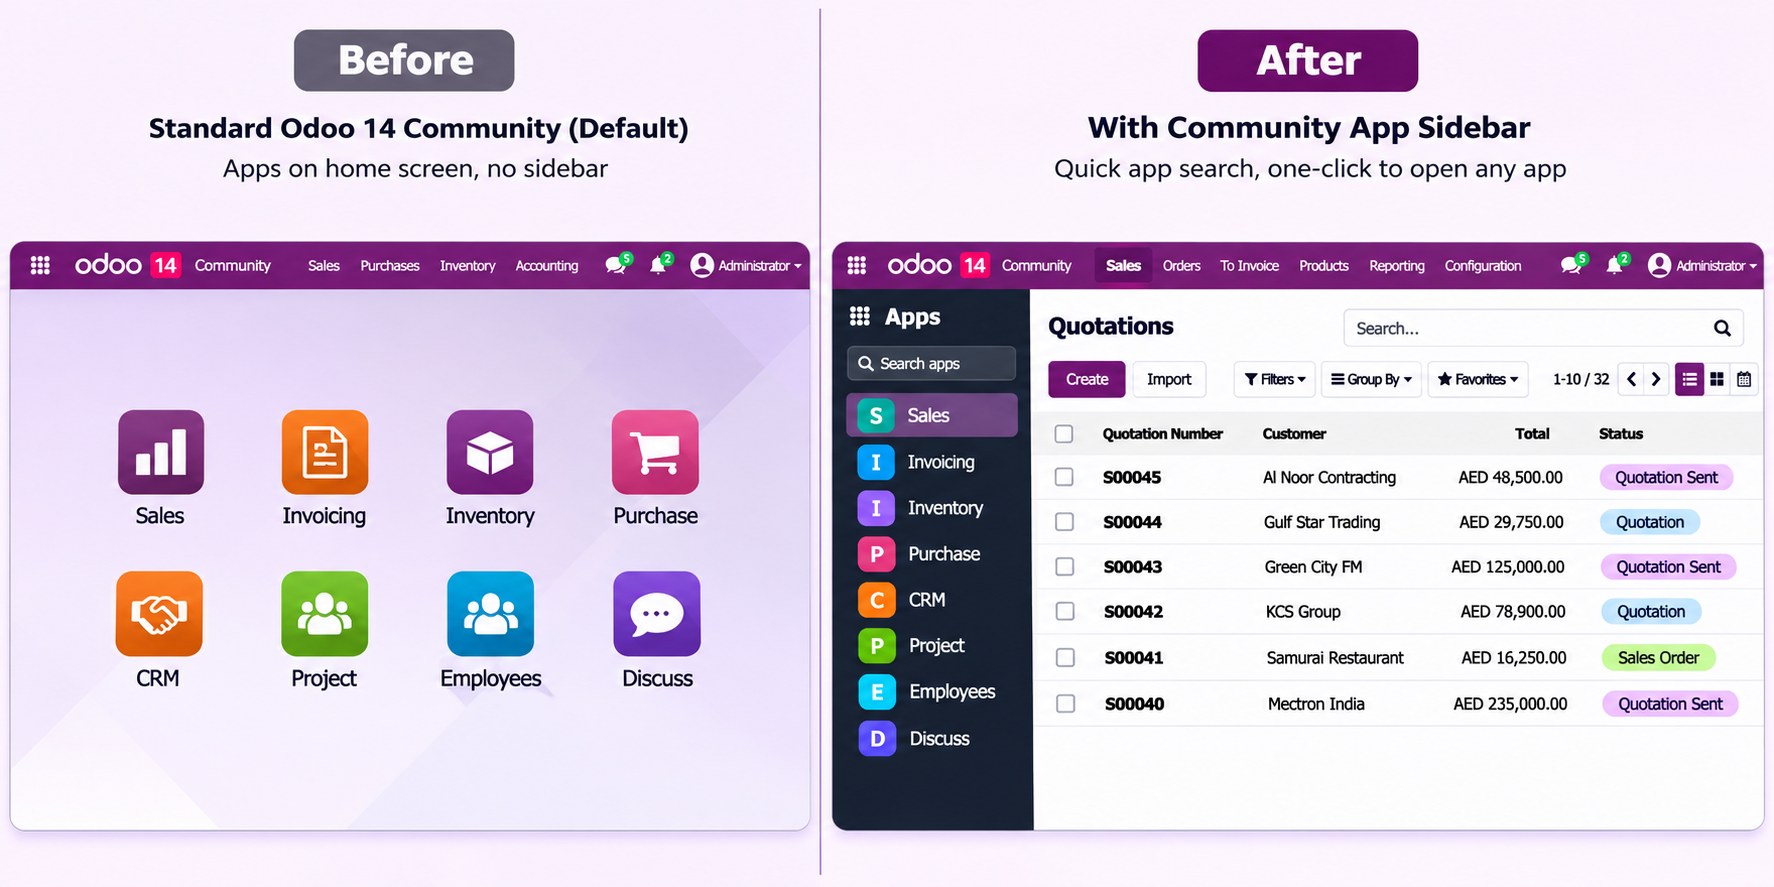 Before
Standard Odoo 14 Community (Default)
Apps on home screen, no sidebar
odoo 14 Community Sales Purchases Inventory Accounting 5 2 Administrator
Sales Invoicing Inventory Purchase
CRM Project Employees Discuss
After
With Community App Sidebar
Quick app search, one-click to open any app
odoo 14 Community Sales Orders To Invoice Products Reporting Configuration 5 2 Administrator
Apps
Search apps
S Sales
I Invoicing
I Inventory
P Purchase
C CRM
P Project
E Employees
D Discuss
Quotations Search...
Create Import Filters Group By Favorites 1-10 / 32
Quotation Number Customer Total Status
S00045 Al Noor Contracting AED 48,500.00 Quotation Sent
S00044 Gulf Star Trading AED 29,750.00 Quotation
S00043 Green City FM AED 125,000.00 Quotation Sent
S00042 KCS Group AED 78,900.00 Quotation
S00041 Samurai Restaurant AED 16,250.00 Sales Order
S00040 Mectron India AED 235,000.00 Quotation Sent